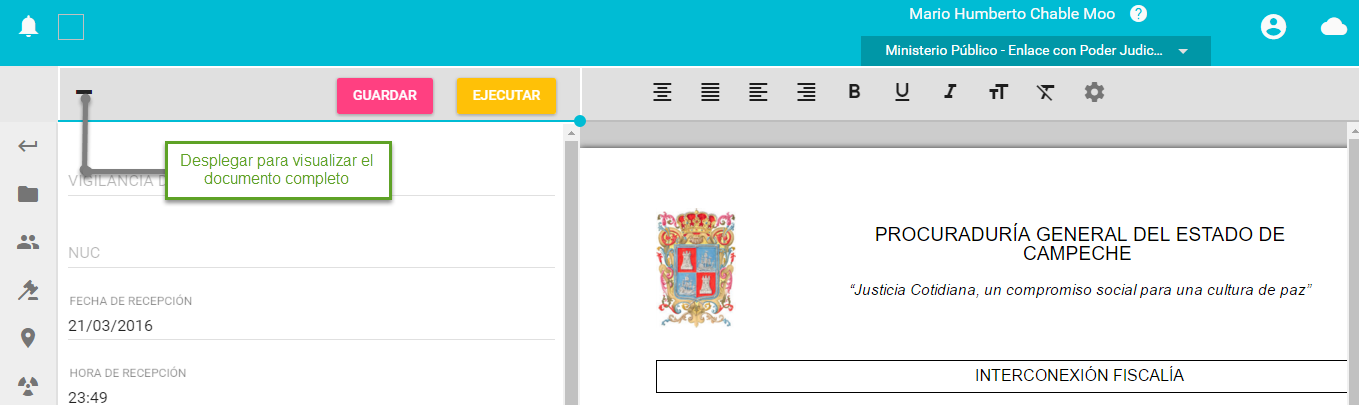 Mario Humberto Chable Moo
Ministerio Público - Enlace con Poder Judic...
GUARDAR
EJECUTAR
B
U
I
Desplegar para visualizar el
documento completo
VIGILANCIA D
NUC
FECHA DE RECEPCIÓN
21/03/2016
HORA DE RECEPCIÓN
23:49
PROCURADURÍA GENERAL DEL ESTADO DE
CAMPECHE
“Justicia Cotidiana, un compromiso social para una cultura de paz”
INTERCONEXIÓN FISCALÍA